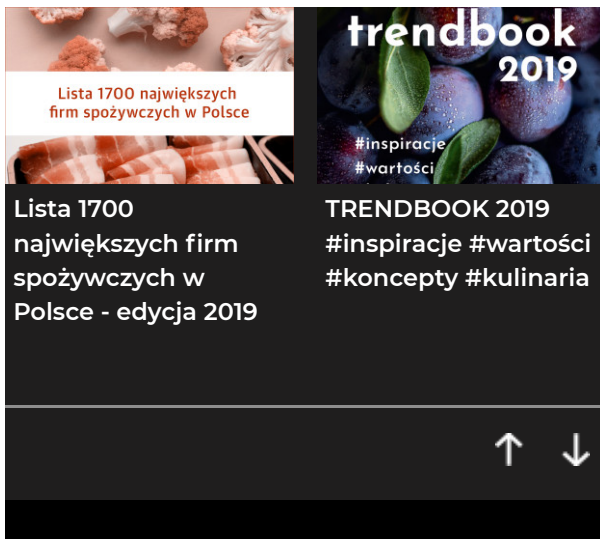 Lista 1700 największych
firm spożywczych w Polsce
Lista 1700
największych firm
spożywczych w
Polsce - edycja 2019
trendbook
2019
#inspiracje
#wartości
TRENDBOOK 2019
#inspiracje #wartości
#koncepty #kulinaria